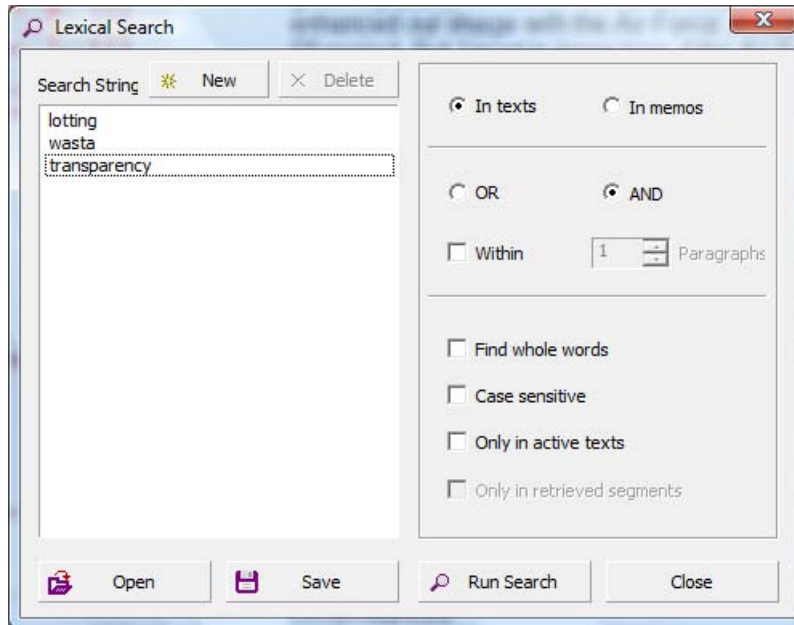 Lexical Search
Search String New Delete
lotting
wasta
transparency
In texts In memos
OR AND
Within 1 Paragraphs
Find whole words
Case sensitive
Only in active texts
Only in retrieved segments
Open Save Run Search Close